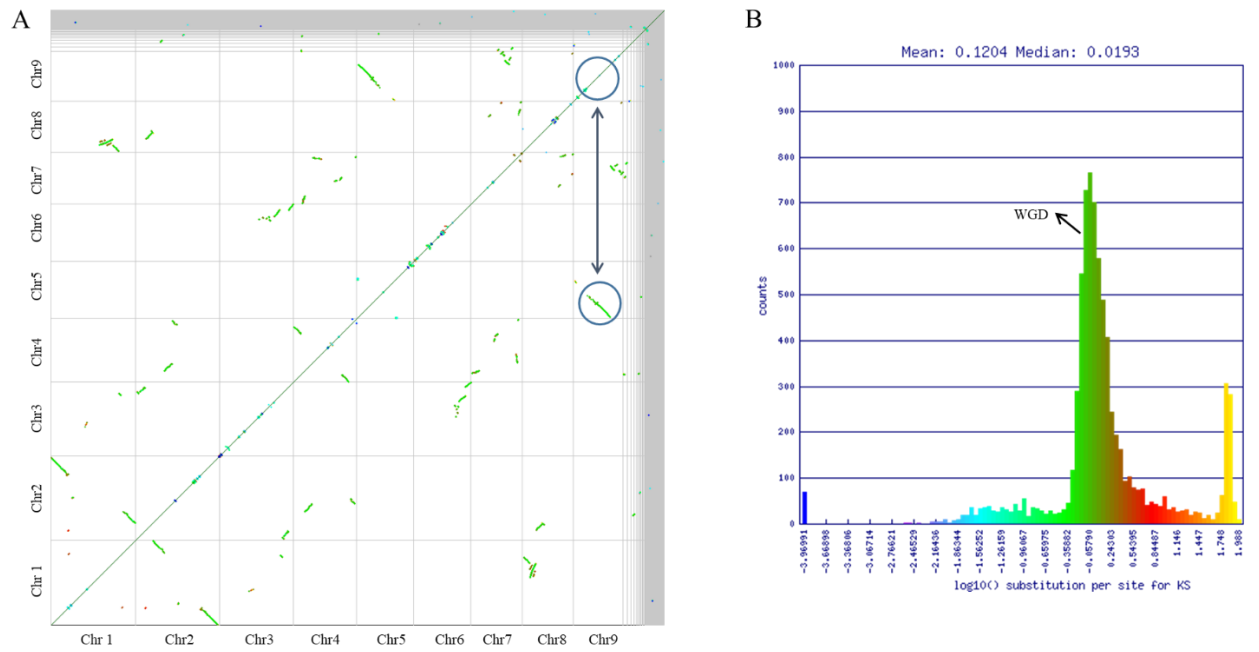 A
B
Mean: 0.1204 Median: 0.0193
Chr9
Chr8
Chr7
Chr6
Chr5
Chr4
Chr3
Chr2
Chr 1
Chr 1
Chr2
Chr3
Chr4
Chr5
Chr6
Chr7
Chr8
Chr9
1000
900
800
700
600
500
400
300
200
100
0
counts
WGD
-3.96991
-3.66898
-3.36806
-3.06714
-2.76621
-2.46529
-2.16436
-1.86344
-1.56252
-1.26159
-0.96067
-0.65975
-0.35882
-0.05790
0.24303
0.54395
0.84487
1.146
1.447
1.748
1.988
log10() substitution per site for KS